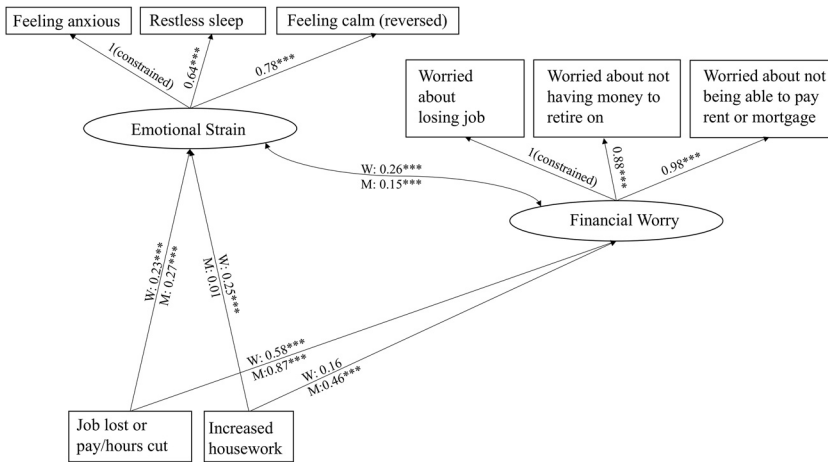 Feeling anxious
Restless sleep
Feeling calm (reversed)
1(constrained)
0.64***
0.78***
Emotional Strain
Worried
about
losing job
Worried about not
having money to
retire on
Worried about not
being able to pay
rent or mortgage
1(constrained)
0.88***
0.98***
W: 0.26***
M: 0.15***
Financial Worry
W: 0.23***
M: 0.27***
W: 0.25***
M: 0.01
W: 0.58***
M:0.87***
W: 0.16
M:0.46***
Job lost or
pay/hours cut
Increased
housework